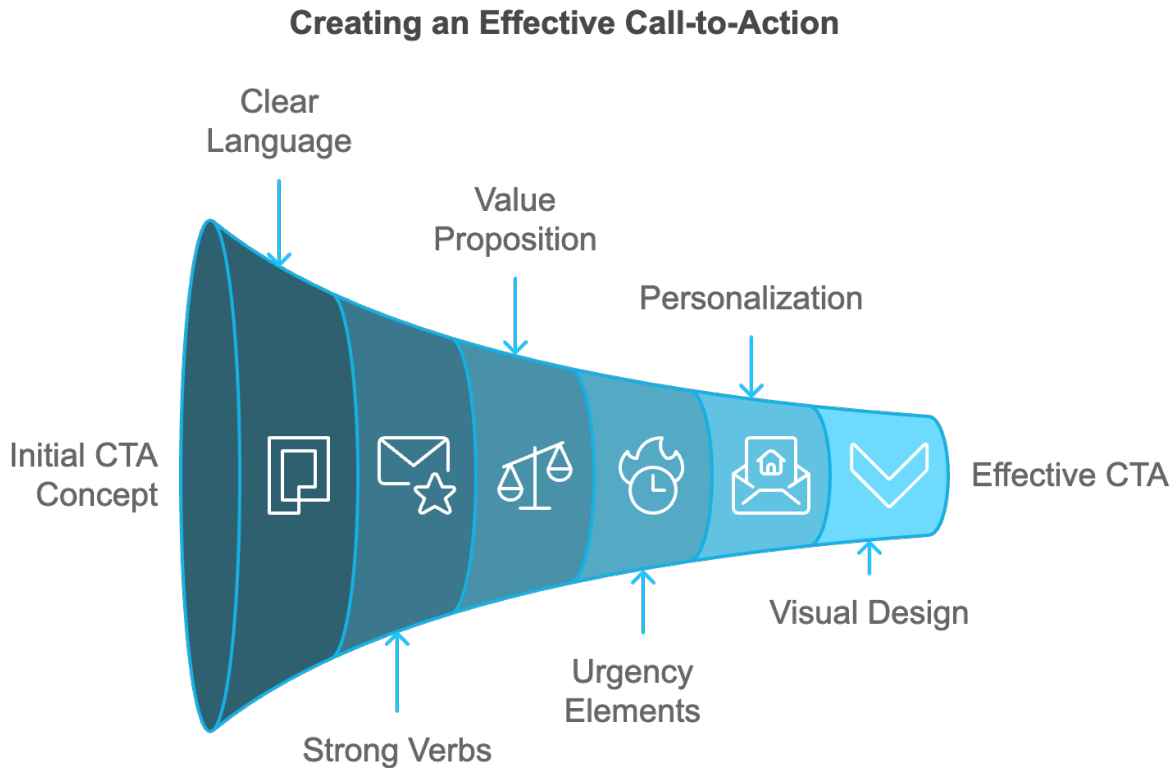 Creating an Effective Call-to-Action
Clear
Language
Value
Proposition
Personalization
Initial CTA
Concept
Effective CTA
Visual Design
Urgency
Elements
Strong Verbs